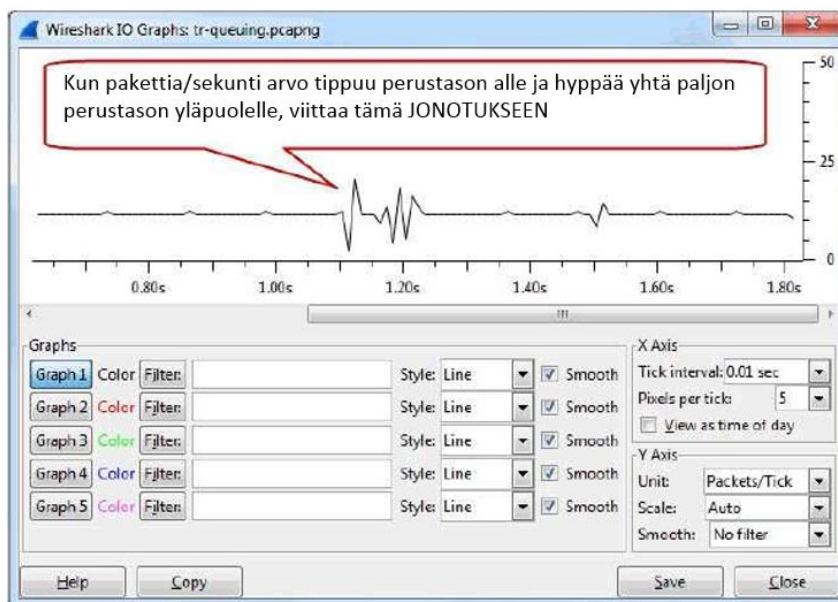 Wireshark IO Graphs: tr-queuing.pcapng
Kun pakettia/sekunti arvo tippuu perustason alle ja hyppää yhtä paljon
perustason yläpuolelle, viittaa tämä JONOTUKSEEN
50
25
0
0.80s 1.00s 1.20s 1.40s 1.60s 1.80s
Graphs
Graph 1 Color Filter: Style: Line Smooth
Graph 2 Color Filter: Style: Line Smooth
Graph 3 Color Filter: Style: Line Smooth
Graph 4 Color Filter: Style: Line Smooth
Graph 5 Color Filter: Style: Line Smooth
X Axis
Tick interval: 0.01 sec
Pixels per tick: 5
View as time of day
Y Axis
Unit: Packets/Tick
Scale: Auto
Smooth: No filter
Help Copy Save Close